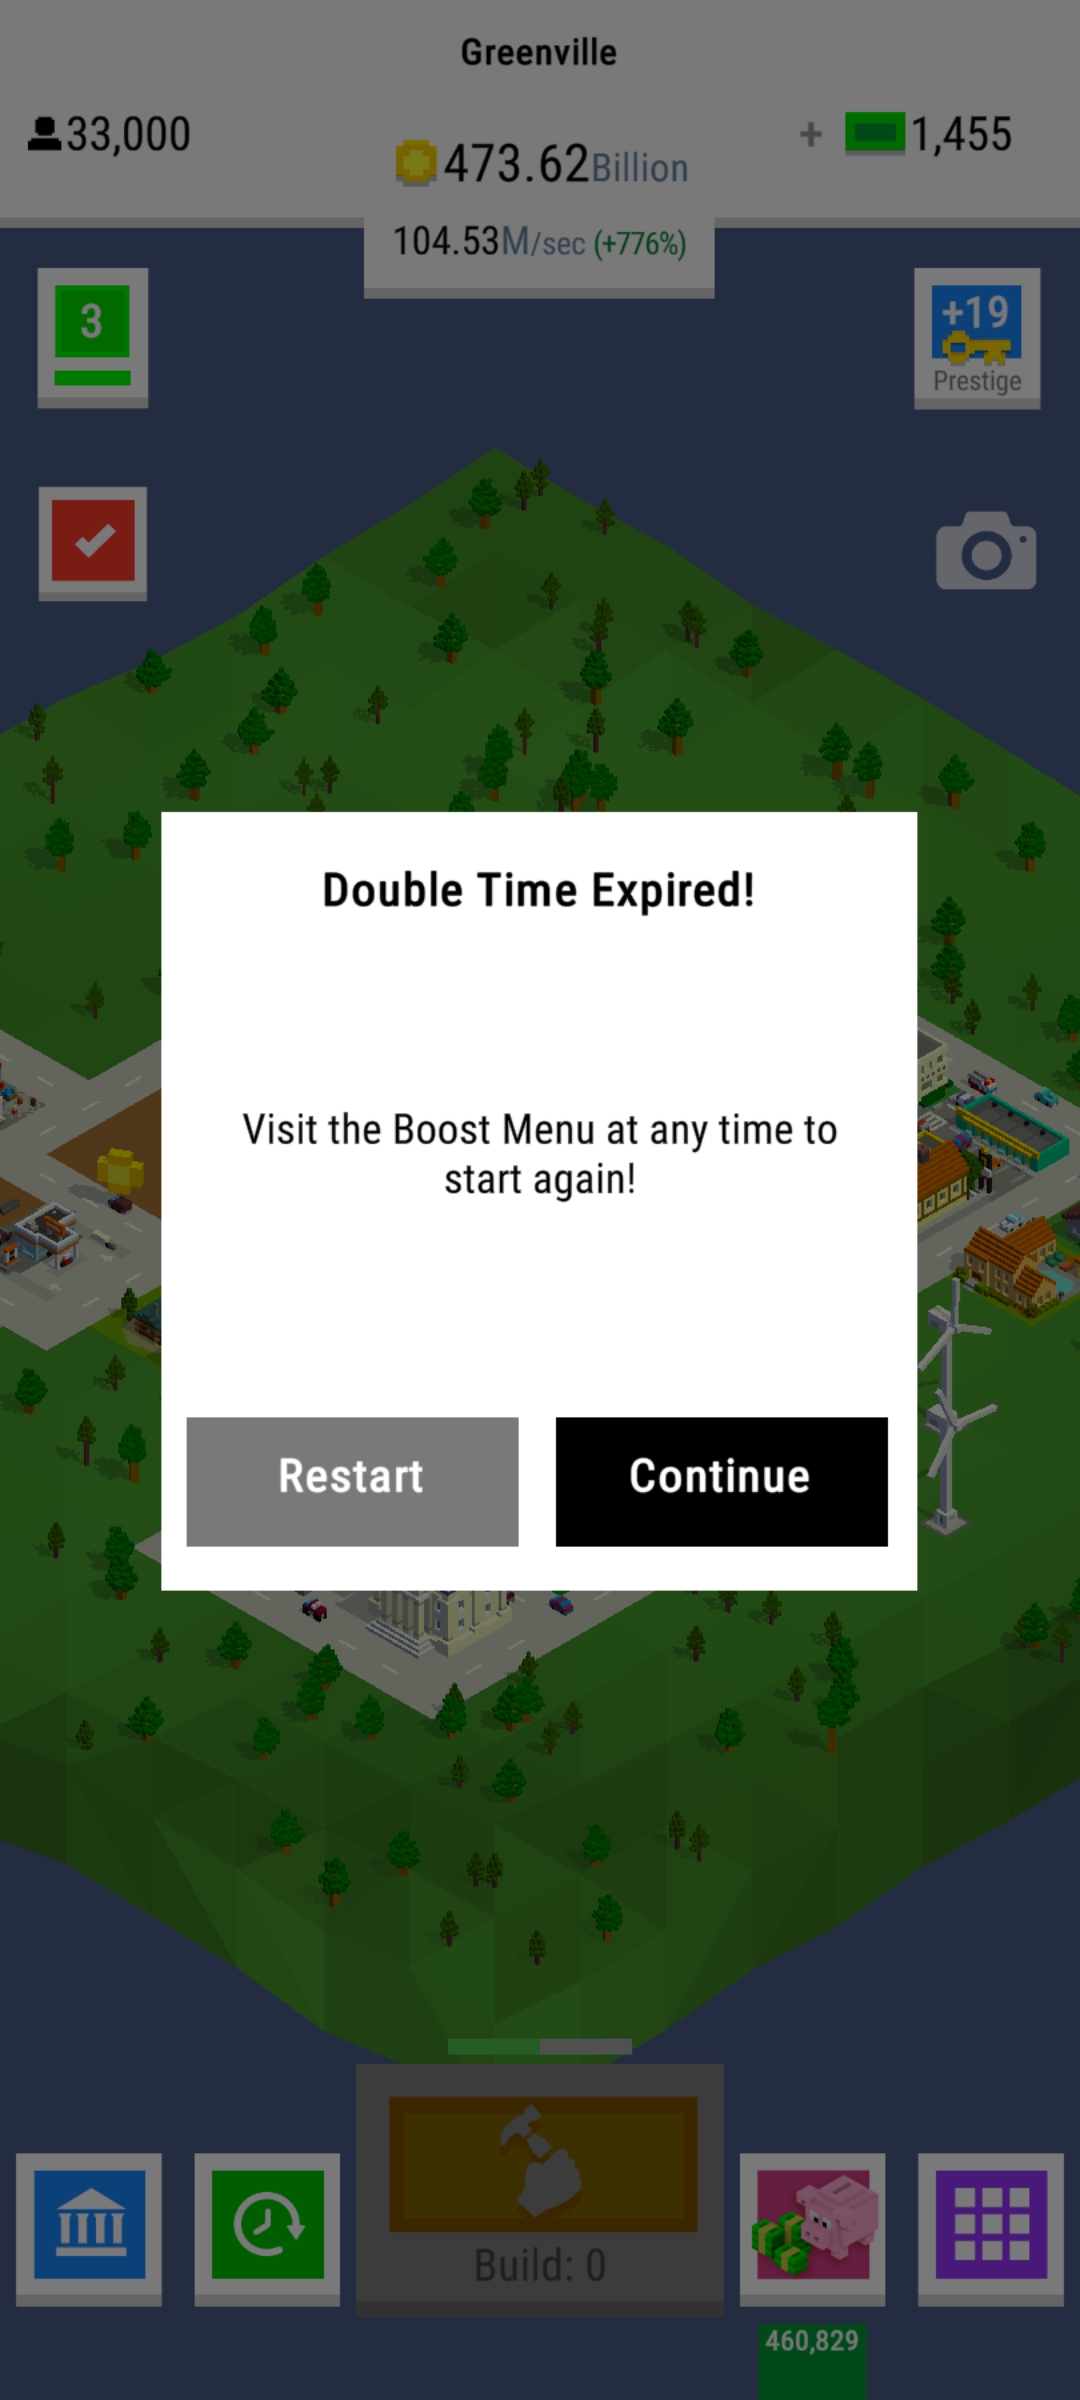 Greenville
33,000
473.62Billion
+ 1,455
104.53M/sec (+776%)
3
+19
Prestige
Double Time Expired!
Visit the Boost Menu at any time to
start again!
Restart
Continue
Build: 0
460,829